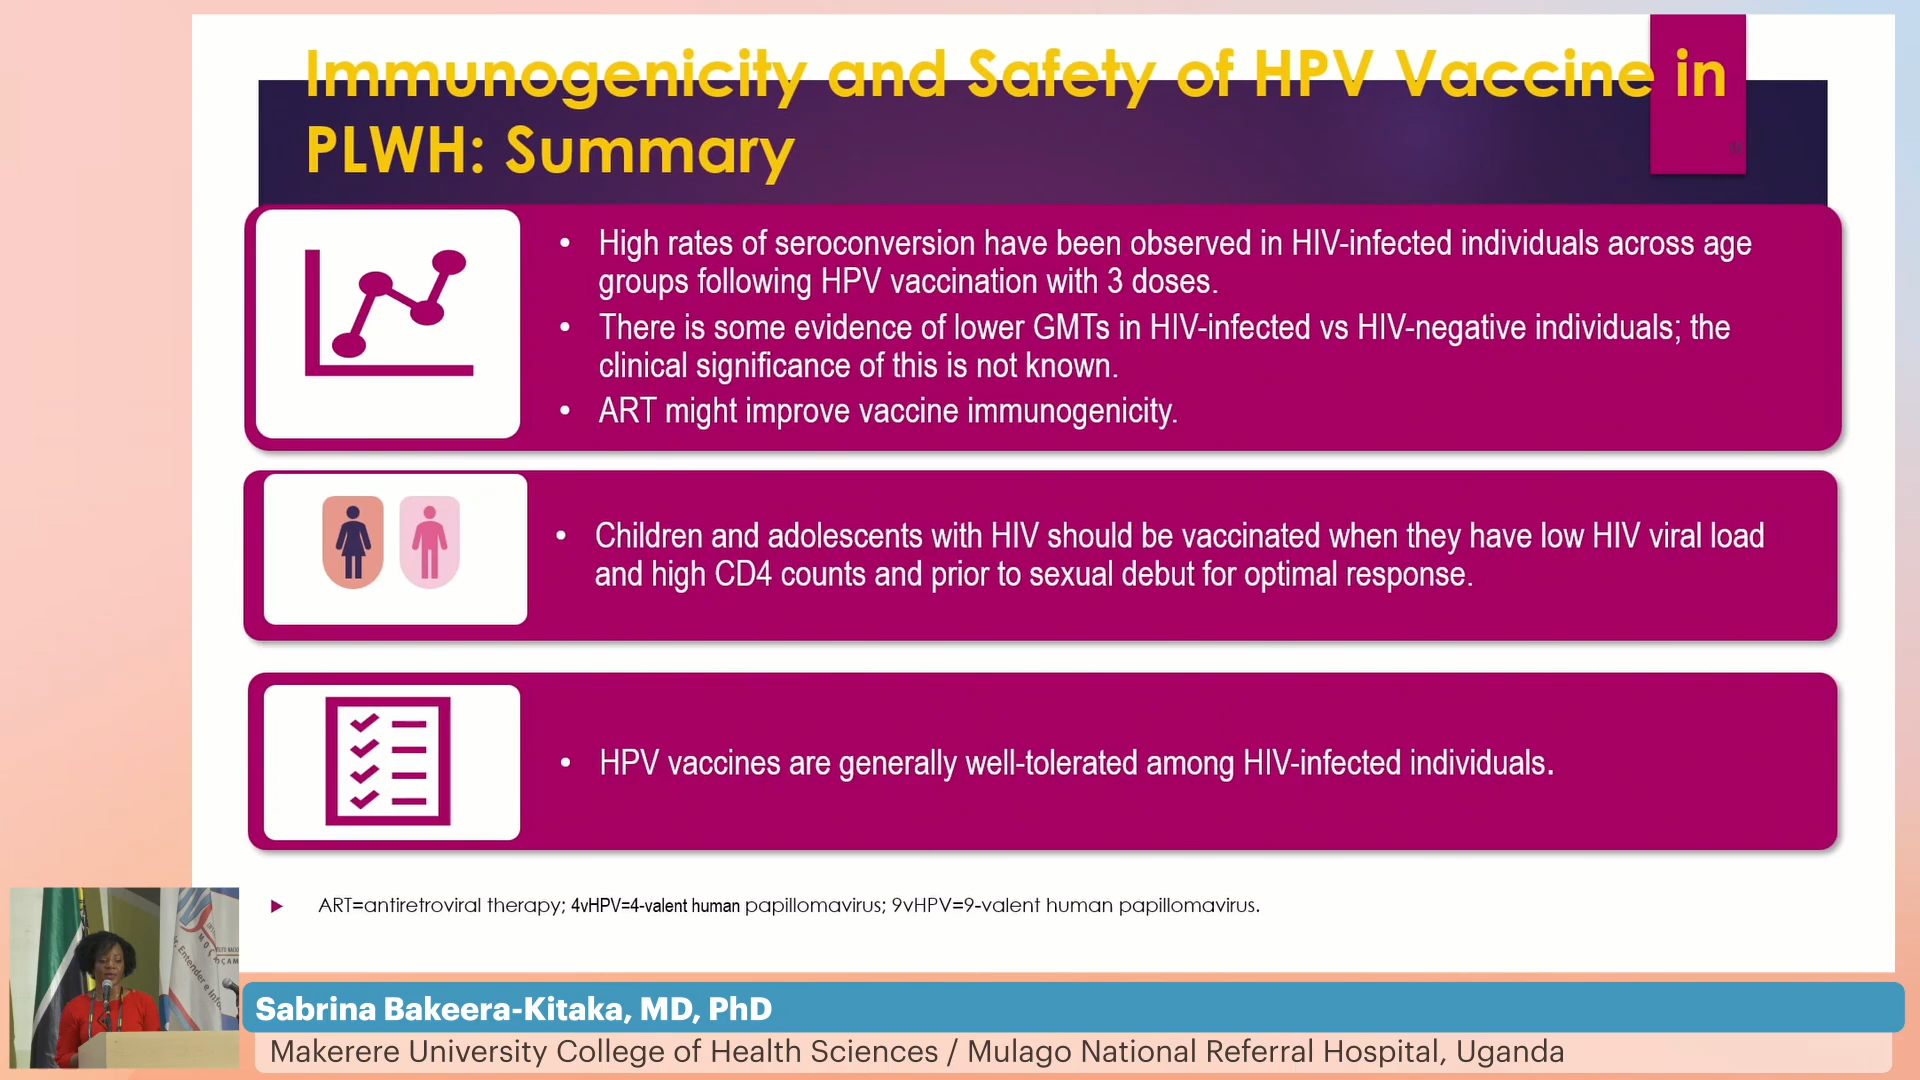 Immunogenicity and Safety of HPV Vaccine in
PLWH: Summary
• High rates of seroconversion have been observed in HIV-infected individuals across age
groups following HPV vaccination with 3 doses.
• There is some evidence of lower GMTs in HIV-infected vs HIV-negative individuals; the
clinical significance of this is not known.
• ART might improve vaccine immunogenicity.
• Children and adolescents with HIV should be vaccinated when they have low HIV viral load
and high CD4 counts and prior to sexual debut for optimal response.
• HPV vaccines are generally well-tolerated among HIV-infected individuals.
ART=antiretroviral therapy; 4vHPV=4-valent human papillomavirus; 9vHPV=9-valent human papillomavirus.
Entender e
Sabrina Bakeera-Kitaka, MD, PhD
Makerere University College of Health Sciences / Mulago National Referral Hospital, Uganda